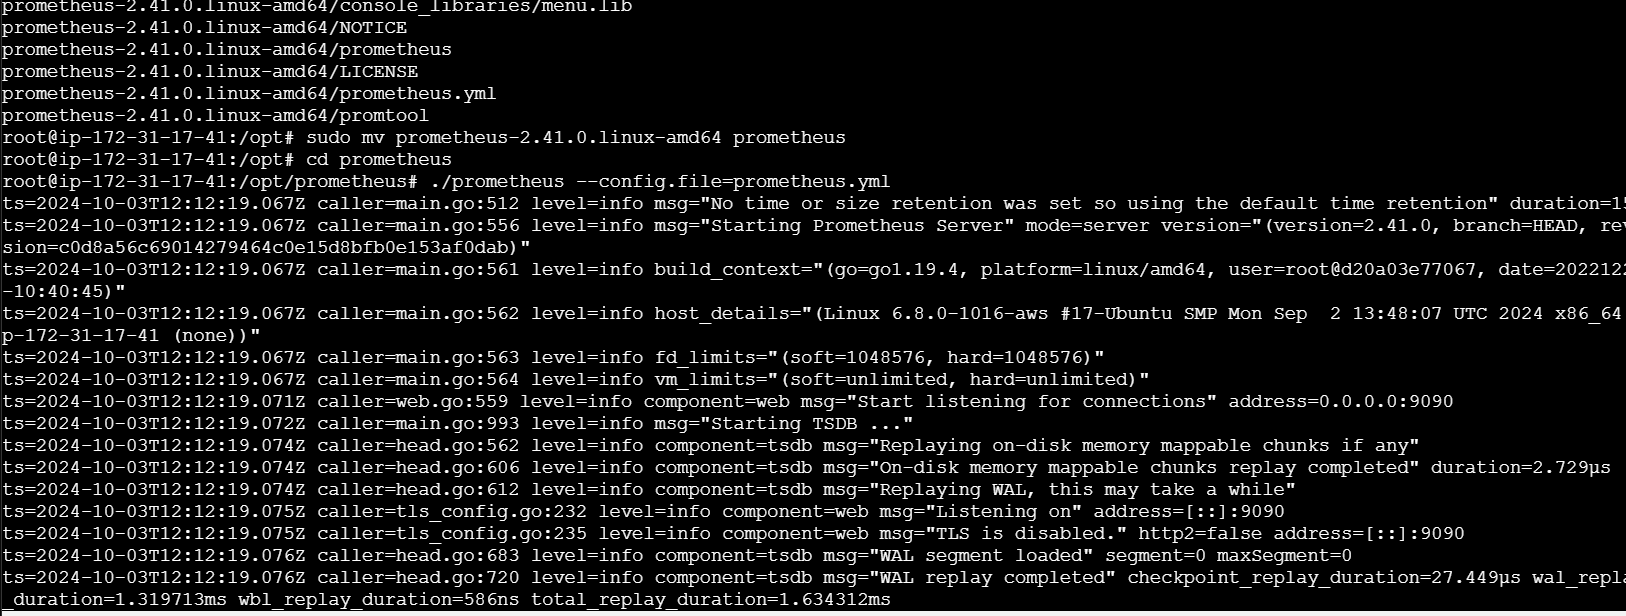 prometheus-2.41.0.linux-amd64/console_libraries/menu.lib
prometheus-2.41.0.linux-amd64/NOTICE
prometheus-2.41.0.linux-amd64/prometheus
prometheus-2.41.0.linux-amd64/LICENSE
prometheus-2.41.0.linux-amd64/prometheus.yml
prometheus-2.41.0.linux-amd64/promtool
root@ip-172-31-17-41:/opt# sudo mv prometheus-2.41.0.linux-amd64 prometheus
root@ip-172-31-17-41:/opt# cd prometheus
root@ip-172-31-17-41:/opt/prometheus# ./prometheus --config.file=prometheus.yml
ts=2024-10-03T12:12:19.067Z caller=main.go:512 level=info msg="No time or size retention was set so using the default time retention" duration=15
ts=2024-10-03T12:12:19.067Z caller=main.go:556 level=info msg="Starting Prometheus Server" mode=server version="(version=2.41.0, branch=HEAD, rev
sion=c0d8a56c69014279464c0e15d8bfb0e153af0dab)"
ts=2024-10-03T12:12:19.067Z caller=main.go:561 level=info build_context="(go=go1.19.4, platform=linux/amd64, user=root@d20a03e77067, date=2022122
-10:40:45)"
ts=2024-10-03T12:12:19.067Z caller=main.go:562 level=info host_details="(Linux 6.8.0-1016-aws #17-Ubuntu SMP Mon Sep  2 13:48:07 UTC 2024 x86_64
p-172-31-17-41 (none))"
ts=2024-10-03T12:12:19.067Z caller=main.go:563 level=info fd_limits="(soft=1048576, hard=1048576)"
ts=2024-10-03T12:12:19.067Z caller=main.go:564 level=info vm_limits="(soft=unlimited, hard=unlimited)"
ts=2024-10-03T12:12:19.071Z caller=web.go:559 level=info component=web msg="Start listening for connections" address=0.0.0.0:9090
ts=2024-10-03T12:12:19.072Z caller=main.go:993 level=info msg="Starting TSDB ..."
ts=2024-10-03T12:12:19.074Z caller=head.go:562 level=info component=tsdb msg="Replaying on-disk memory mappable chunks if any"
ts=2024-10-03T12:12:19.074Z caller=head.go:606 level=info component=tsdb msg="On-disk memory mappable chunks replay completed" duration=2.729µs
ts=2024-10-03T12:12:19.074Z caller=head.go:612 level=info component=tsdb msg="Replaying WAL, this may take a while"
ts=2024-10-03T12:12:19.075Z caller=tls_config.go:232 level=info component=web msg="Listening on" address=[::]:9090
ts=2024-10-03T12:12:19.075Z caller=tls_config.go:235 level=info component=web msg="TLS is disabled." http2=false address=[::]:9090
ts=2024-10-03T12:12:19.076Z caller=head.go:683 level=info component=tsdb msg="WAL segment loaded" segment=0 maxSegment=0
ts=2024-10-03T12:12:19.076Z caller=head.go:720 level=info component=tsdb msg="WAL replay completed" checkpoint_replay_duration=27.449µs wal_repla
_duration=1.319713ms wbl_replay_duration=586ns total_replay_duration=1.634312ms